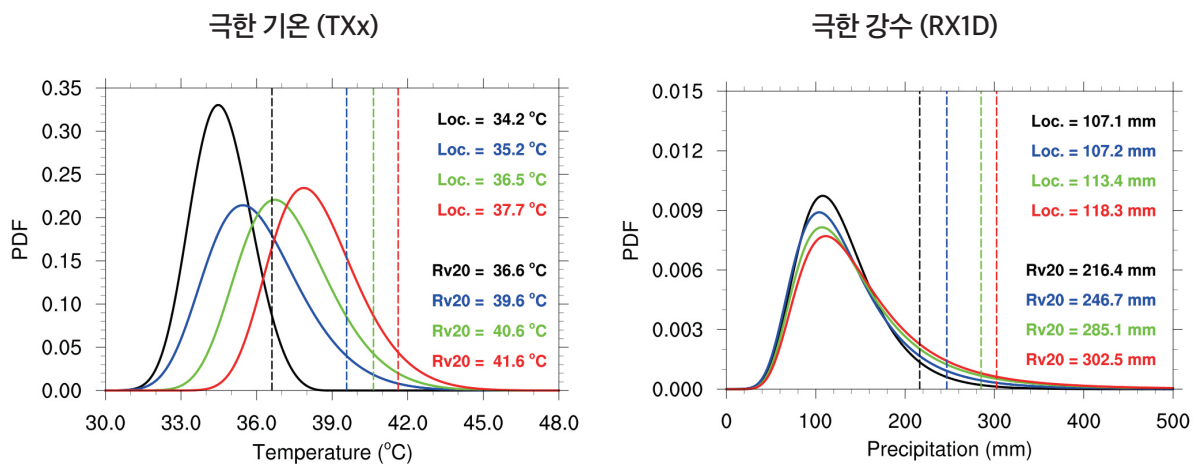 극한 기온 (TXx)
PDF
0.35
0.30
0.25
0.20
0.15
0.10
0.05
0.00
30.0 33.0 36.0 39.0 42.0 45.0 48.0
Temperature (°C)
Loc. = 34.2 °C
Loc. = 35.2 °C
Loc. = 36.5 °C
Loc. = 37.7 °C
Rv20 = 36.6 °C
Rv20 = 39.6 °C
Rv20 = 40.6 °C
Rv20 = 41.6 °C
극한 강수 (RX1D)
PDF
0.015
0.012
0.009
0.006
0.003
0.000
0 100 200 300 400 500
Precipitation (mm)
Loc. = 107.1 mm
Loc. = 107.2 mm
Loc. = 113.4 mm
Loc. = 118.3 mm
Rv20 = 216.4 mm
Rv20 = 246.7 mm
Rv20 = 285.1 mm
Rv20 = 302.5 mm